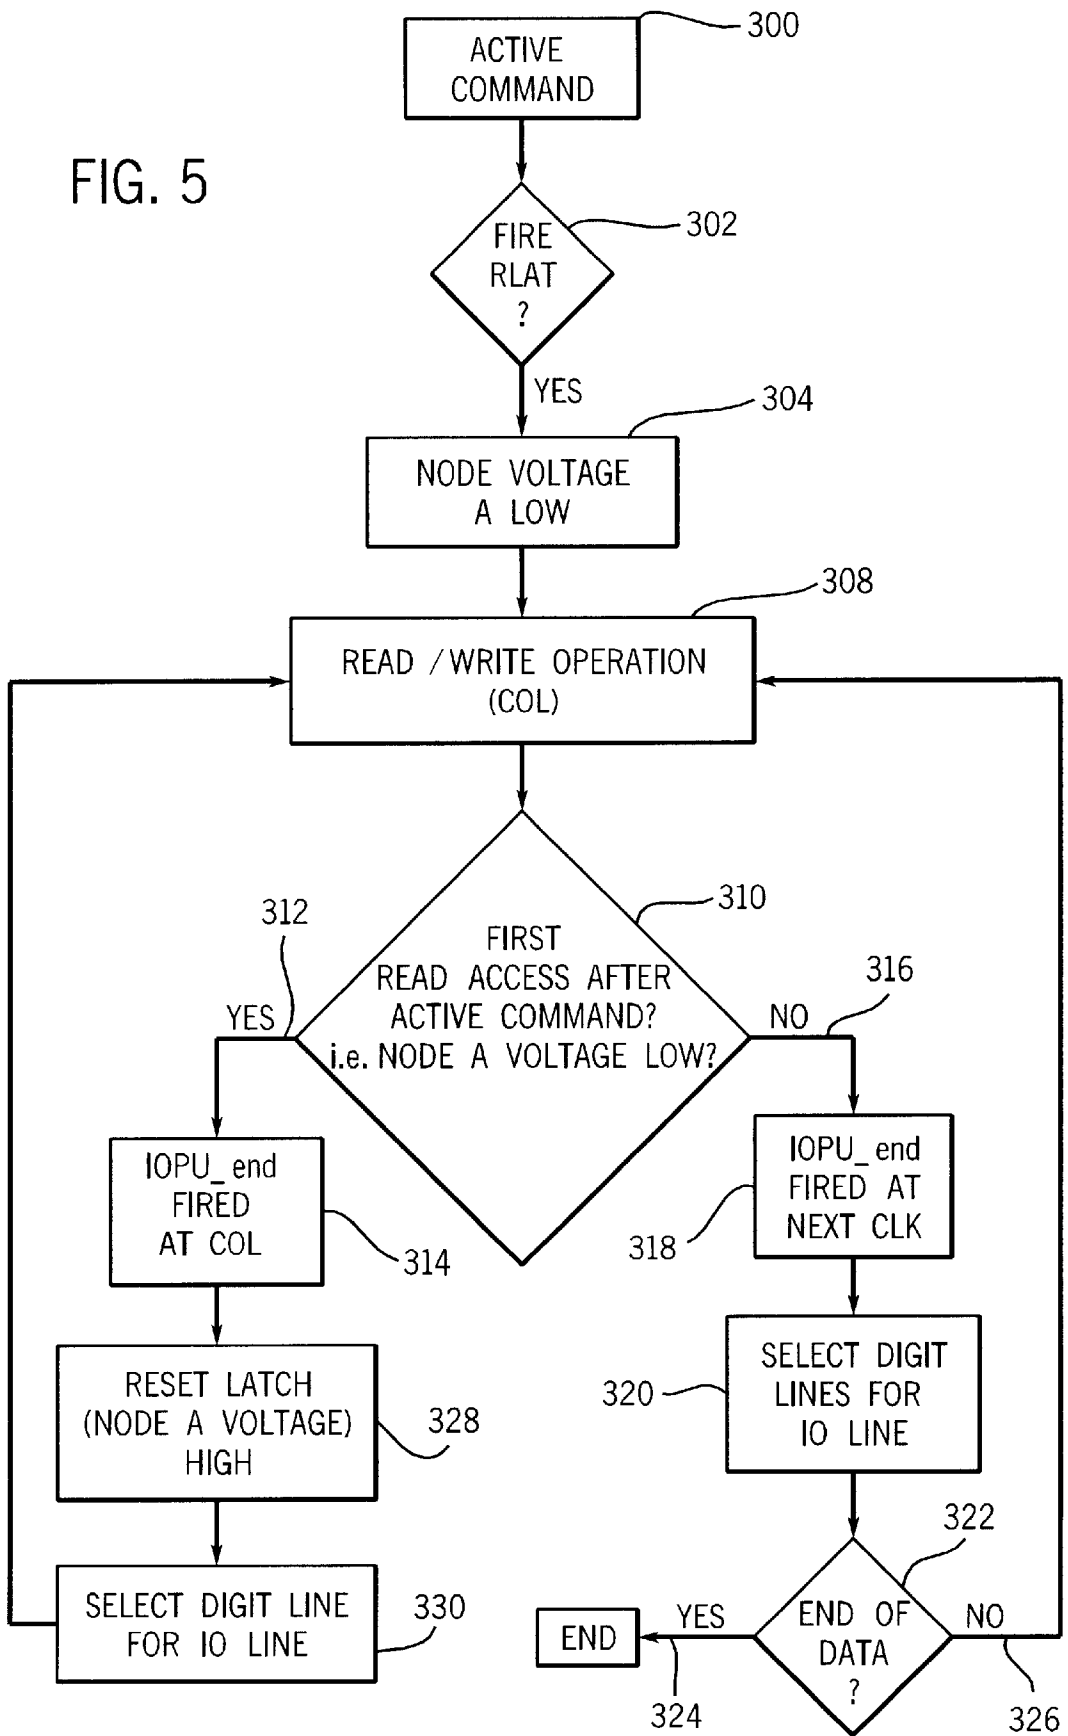 300
ACTIVE
COMMAND
FIG. 5
302
FIRE
RLAT
?
YES
304
NODE VOLTAGE
A LOW
308
READ / WRITE OPERATION
(COL)
310
312
FIRST
READ ACCESS AFTER
ACTIVE COMMAND?
i.e. NODE A VOLTAGE LOW?
316
YES
NO
IOPU_end
FIRED
AT COL
314
IOPU_end
FIRED AT
NEXT CLK
318
RESET LATCH
(NODE A VOLTAGE)
HIGH
328
SELECT DIGIT
LINES FOR
IO LINE
320
322
SELECT DIGIT LINE
FOR IO LINE
330
END
YES
324
END OF
DATA
?
NO
326